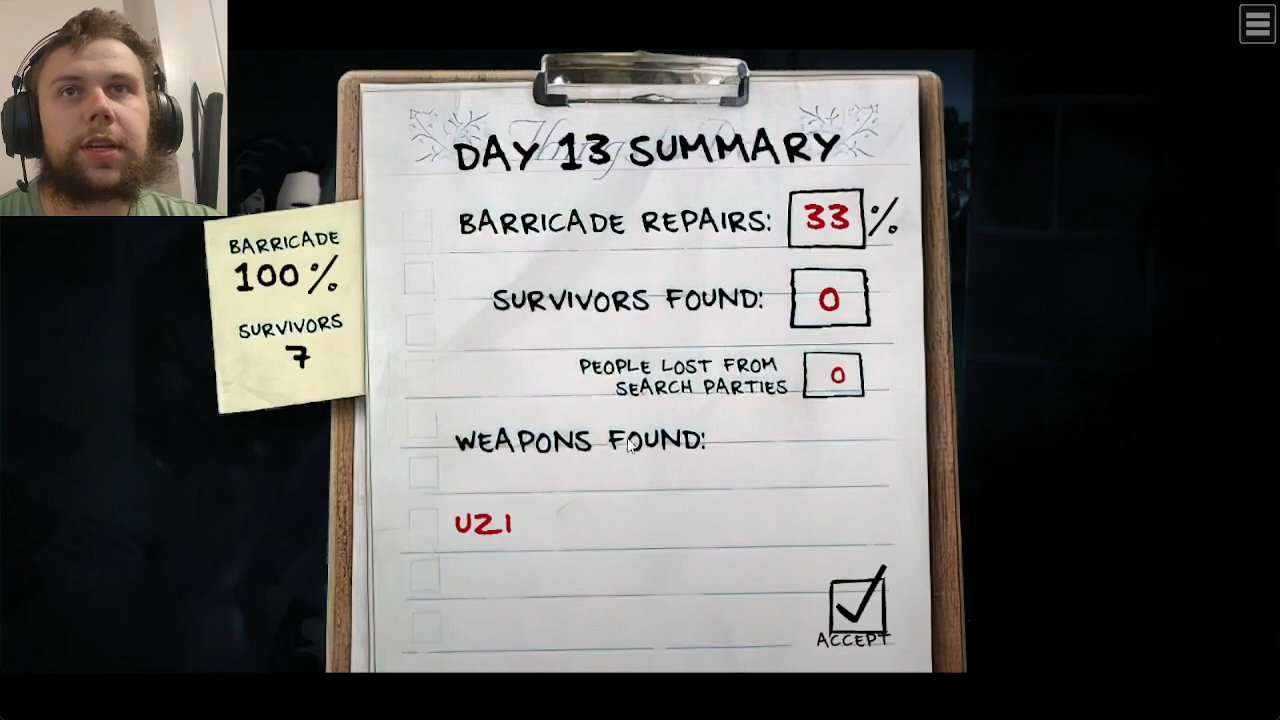 DAY 13 SUMMARY
BARRICADE REPAIRS: 33 %
SURVIVORS FOUND: 0
PEOPLE LOST FROM
SEARCH PARTIES 0
WEAPONS FOUND:
UZI
ACCEPT
BARRICADE
100%
SURVIVORS
7